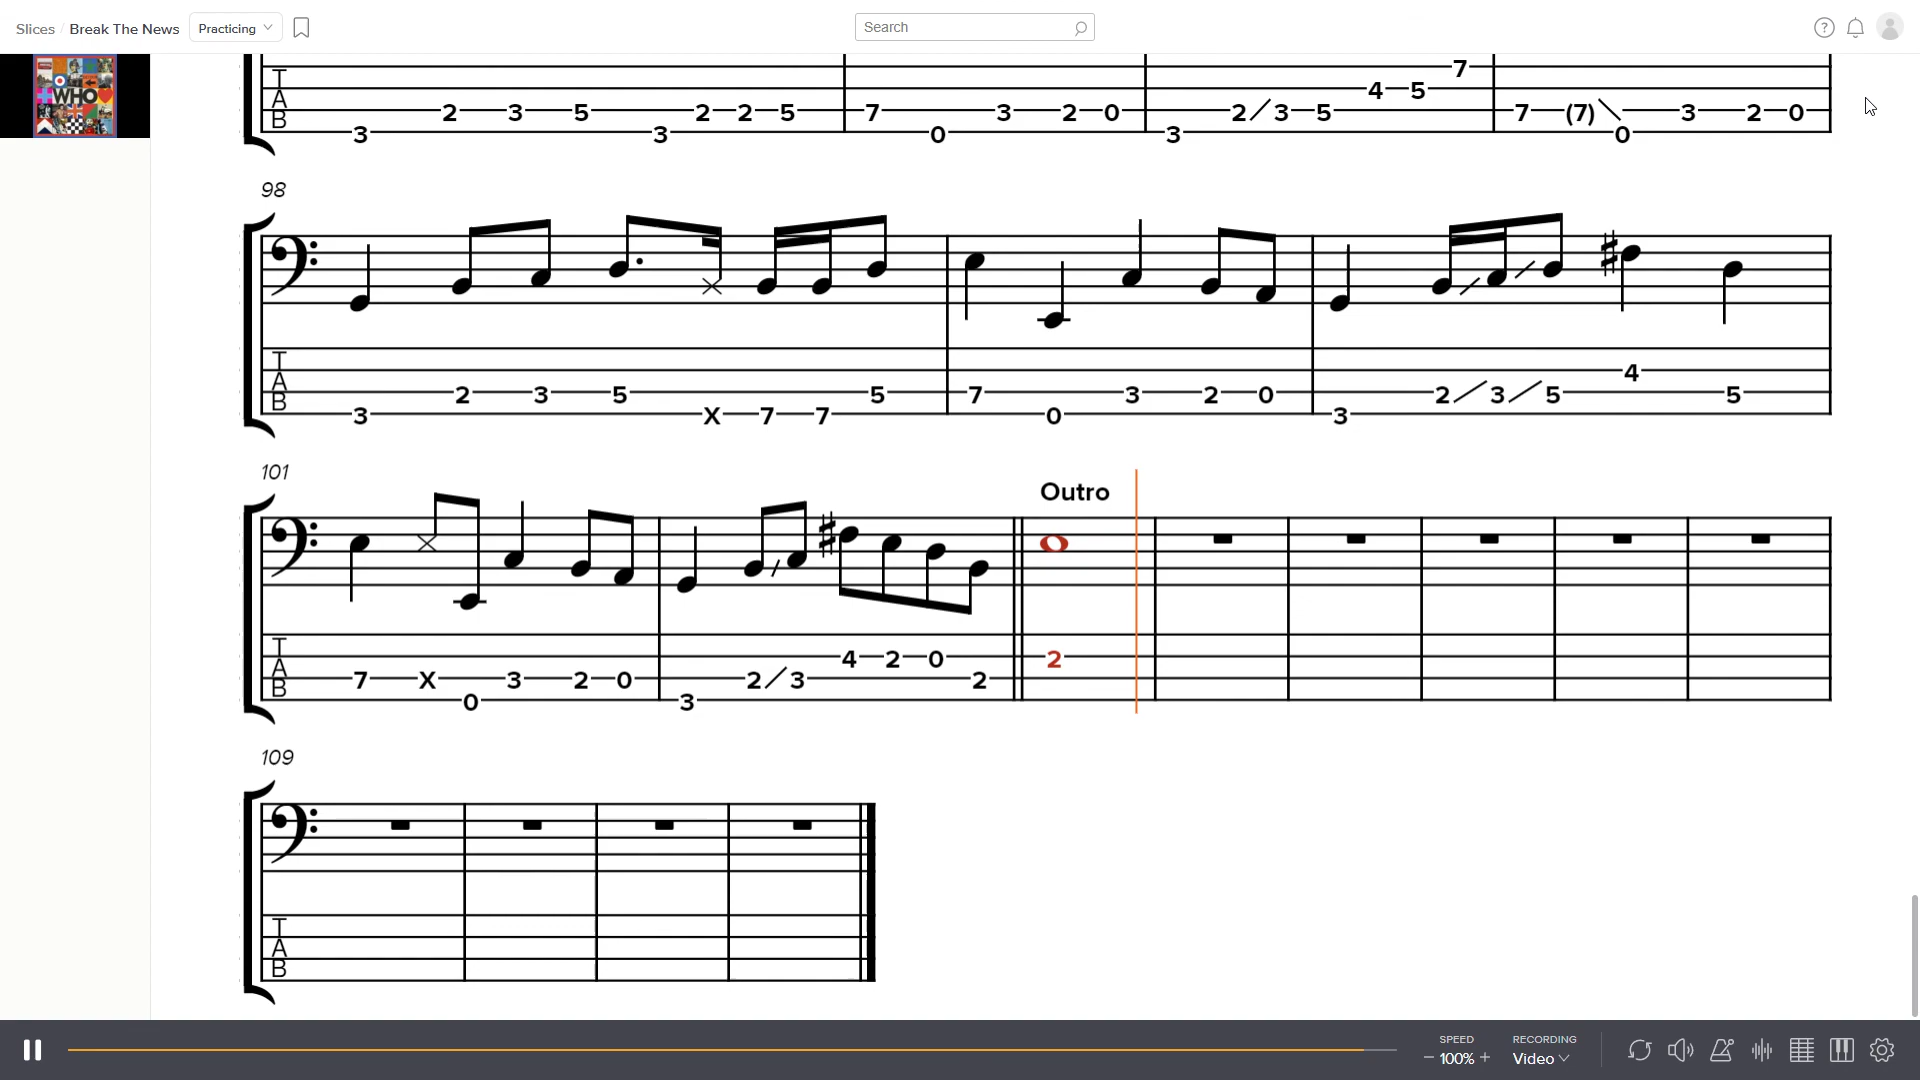 Slices / Break The News Practicing
Search
#WHO
T
A
B
3 2 3 5 3 2 2 5 7 0 3 2 0 3 2 3 5 4 5 7 7 (7) 0 3 2 0
98
T
A
B
3 2 3 5 X 7 7 5 7 0 3 2 0 3 2 3 5 4 5
101
Outro
T
A
B
7 X 0 3 2 0 3 2 3 4 2 0 2 2
109
T
A
B
SPEED
RECORDING
− 100% +
Video